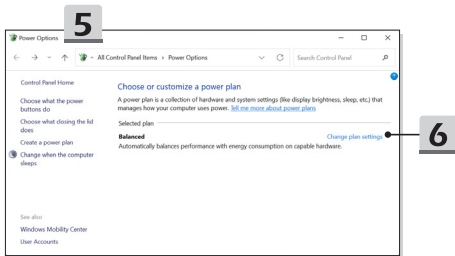 5
Power Options
All Control Panel Items › Power Options
Search Control Panel
Control Panel Home
Choose what the power
buttons do
Choose what closing the lid
does
Create a power plan
Change when the computer
sleeps
See also
Windows Mobility Center
User Accounts
Choose or customize a power plan
A power plan is a collection of hardware and system settings (like display brightness, sleep, etc.) that
manages how your computer uses power. Tell me more about power plans
Selected plan
Balanced
Change plan settings
6
Automatically balances performance with energy consumption on capable hardware.